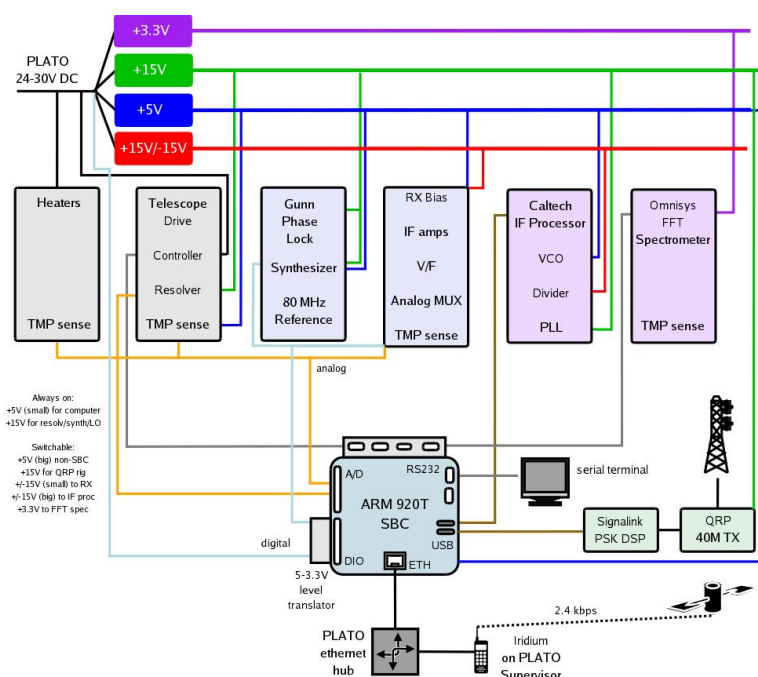 +3.3V
PLATO
24-30V DC
+15V
+5V
+15V/-15V
Heaters
TMP sense
Telescope
Drive
Controller
Resolver
TMP sense
Gunn
Phase
Lock
Synthesizer
80 MHz
Reference
RX Bias
IF amps
V/F
Analog MUX
TMP sense
Caltech
IF Processor
VCO
Divider
PLL
Omnisys
FFT
Spectrometer
TMP sense
analog
Always on:
+5V (small) for computer
+15V for resolv/synth/LO
Switchable:
+5V (big) non-SBC
+15V for QRP rig
+/-15V (small) to RX
+/-15V (big) to IF proc
+3.3V to FFT spec
A/D
RS232
ARM 920T
SBC
USB
DIO
ETH
serial terminal
digital
5-3.3V
level
translator
Signalink
PSK DSP
QRP
40M TX
2.4 kbps
PLATO
ethernet
hub
Iridium
on PLATO
Supervisor